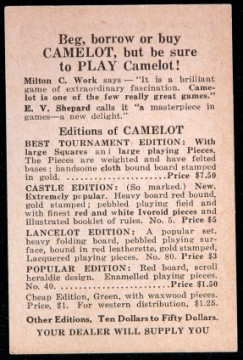 Beg, borrow or buy
CAMELOT, but be sure
to PLAY Camelot!
Milton C. Work says—"It is a brilliant
game of extraordinary fascination. Came-
lot is one of the few really great games."
E. V. Shepard calls it "a masterpiece in
games—a new delight."
Editions of CAMELOT
BEST TOURNAMENT EDITION: With
large Squares and large playing Pieces,
The Pieces are weighted and have felted
bases; handsome cloth bound board stamped
in gold. Price $7.50
CASTLE EDITION: (So marked.) New.
Extremely popular. Heavy board red bound,
gold stamped; pebbled playing field and
with finest red and white Ivoroid pieces and
illustrated booklet of rules. No. 5. Price $5
LANCELOT EDITION: A popular set,
heavy folding board, pebbled playing sur-
face, bound in red leatherette, gold stamped,
Lacquered playing pieces. No. 80. Price $3
POPULAR EDITION: Red board, scroll
heraldic design. Enamelled playing pieces.
No. 40. Price $1.50
Cheap Edition, Green, with waxwood pieces.
Price, $1. For western distribution, $1.25.
Other Editions, Ten Dollars to Fifty Dollars.
YOUR DEALER WILL SUPPLY YOU